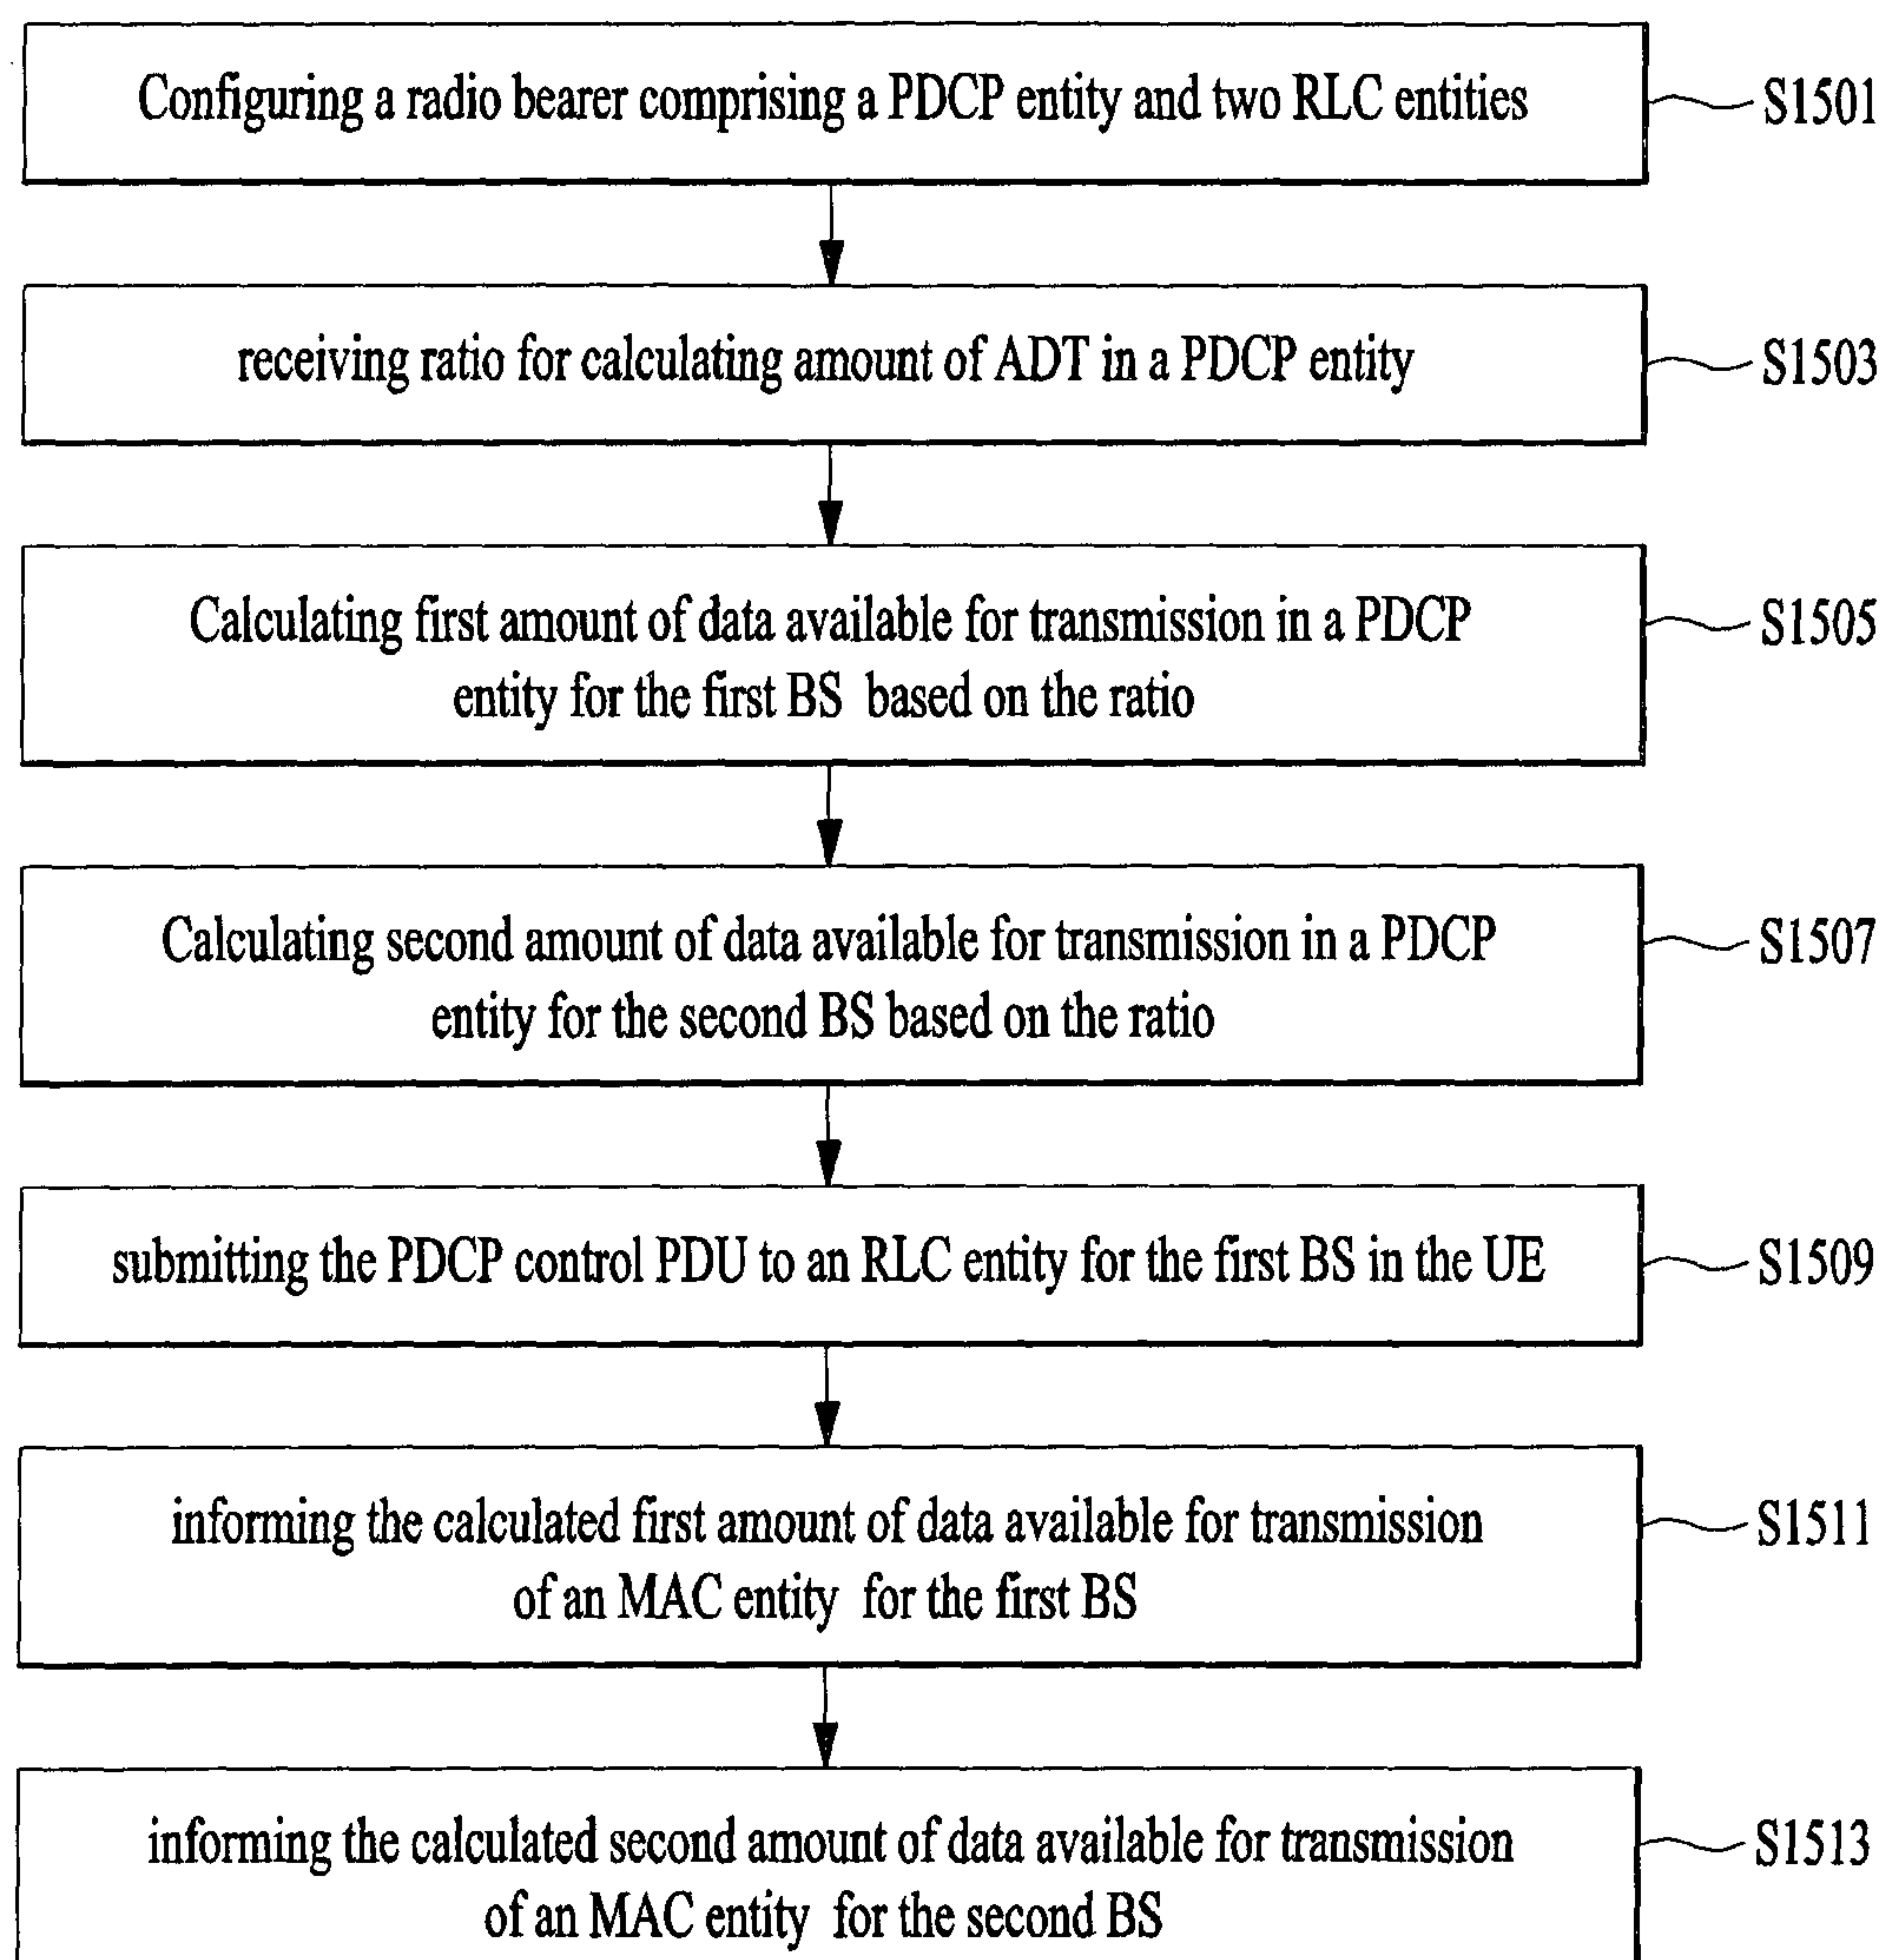 Configuring a radio bearer comprising a PDCP entity and two RLC entities
S1501
receiving ratio for calculating amount of ADT in a PDCP entity
S1503
Calculating first amount of data available for transmission in a PDCP
entity for the first BS based on the ratio
S1505
Calculating second amount of data available for transmission in a PDCP
entity for the second BS based on the ratio
S1507
submitting the PDCP control PDU to an RLC entity for the first BS in the UE
S1509
informing the calculated first amount of data available for transmission
of an MAC entity for the first BS
S1511
informing the calculated second amount of data available for transmission
of an MAC entity for the second BS
S1513